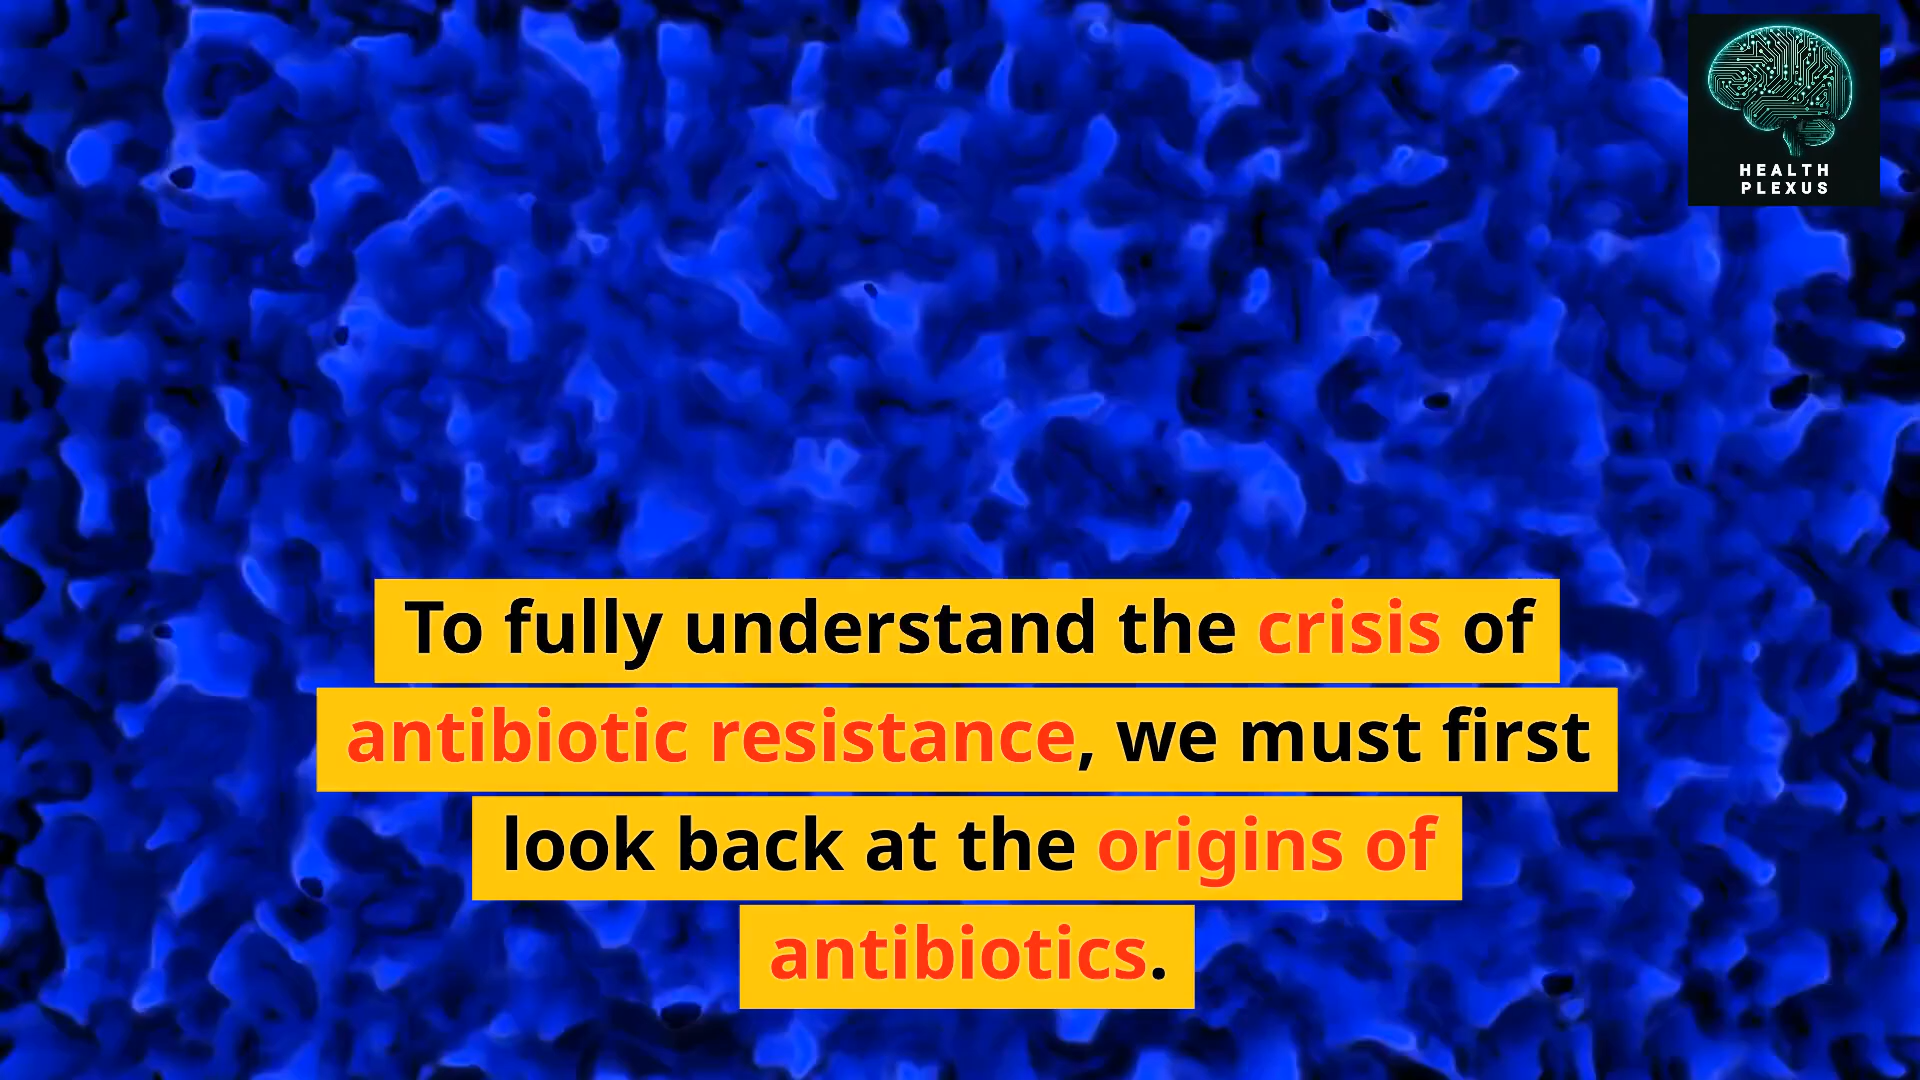 HEALTH
PLEXUS
To fully understand the crisis of
antibiotic resistance, we must first
look back at the origins of
antibiotics.